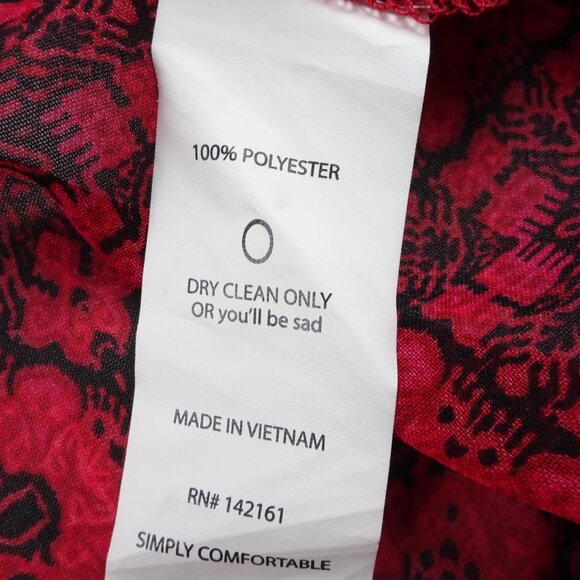 100% POLYESTER
DRY CLEAN ONLY
OR you'll be sad
MADE IN VIETNAM
RN# 142161
SIMPLY COMFORTABLE